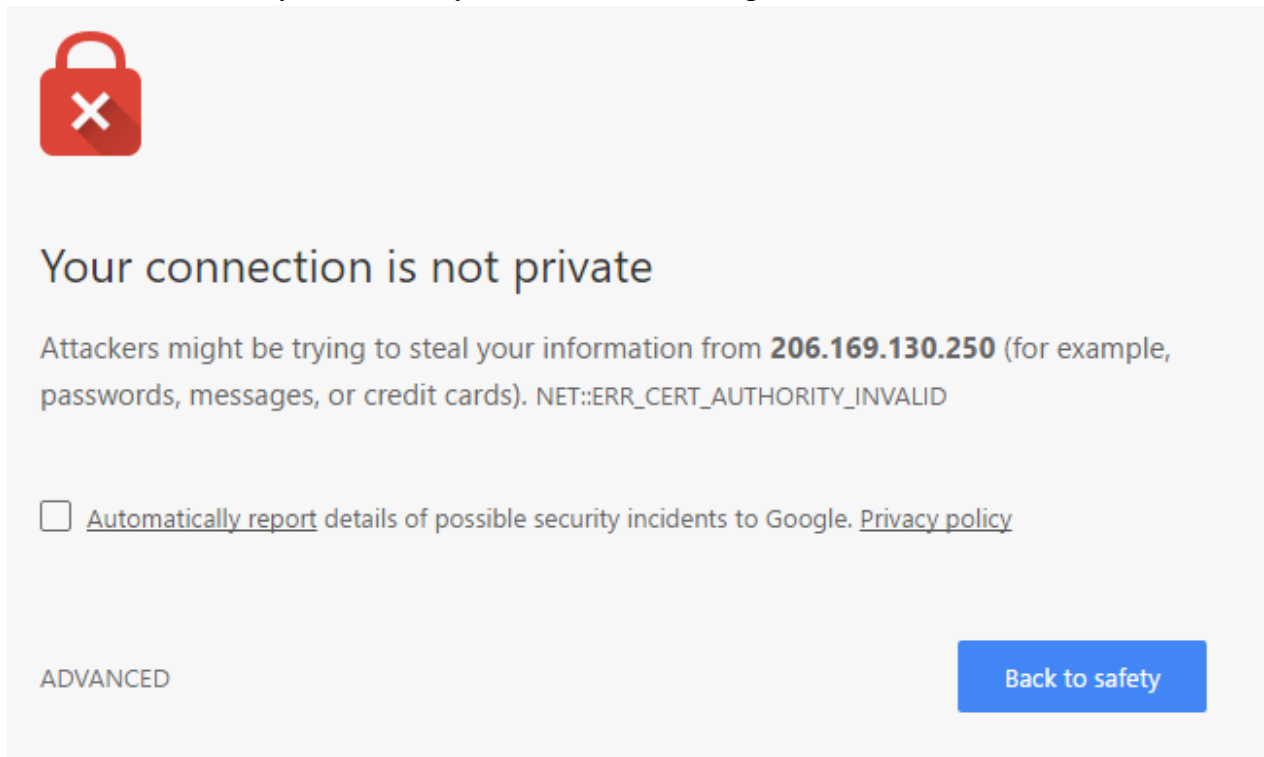 Your connection is not private
Attackers might be trying to steal your information from 206.169.130.250 (for example,
passwords, messages, or credit cards). NET::ERR_CERT_AUTHORITY_INVALID
Automatically report details of possible security incidents to Google. Privacy policy
ADVANCED
Back to safety